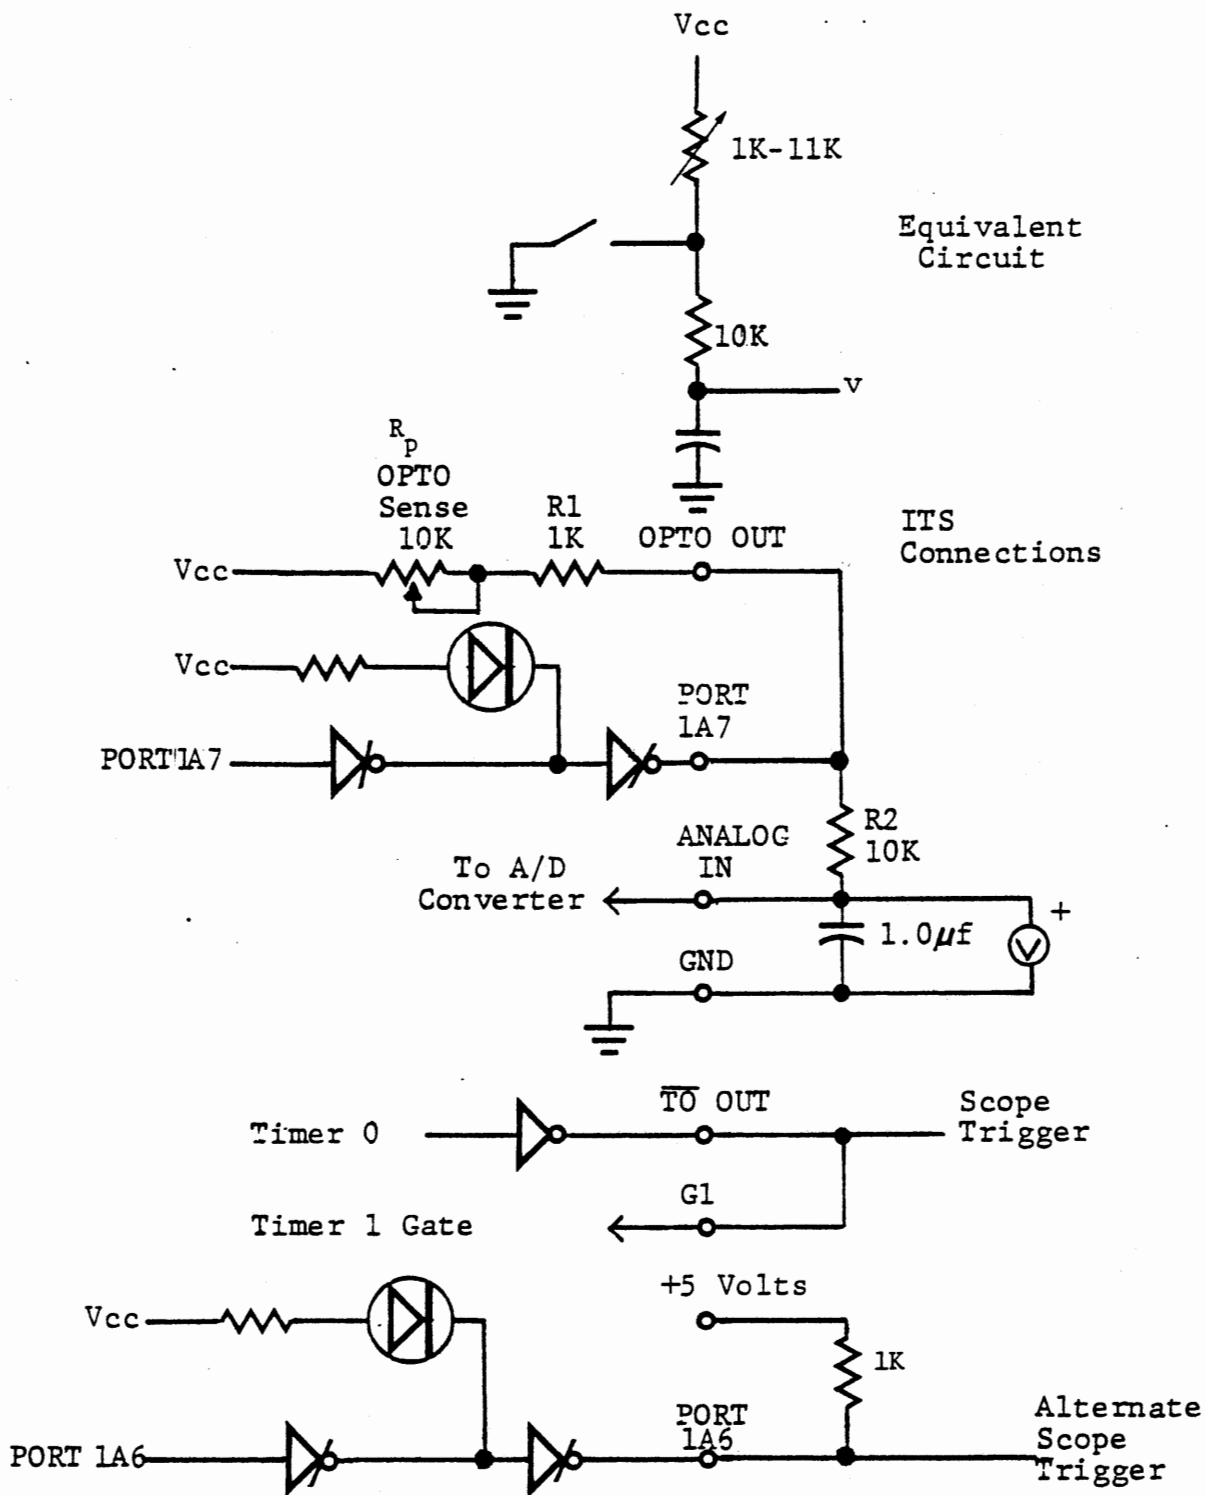 Vcc
1K-11K
Equivalent
Circuit
10K
v
Rp
OPTO
Sense
10K
R1
1K
OPTO OUT
ITS
Connections
Vcc
Vcc
PORT
1A7
PORT 1A7
R2
10K
ANALOG
IN
To A/D
Converter
+
1.0μf
V
GND
Timer 0
T̅0̅ OUT
Scope
Trigger
G1
Timer 1 Gate
+5 Volts
Vcc
1K
PORT
1A6
PORT 1A6
Alternate
Scope
Trigger